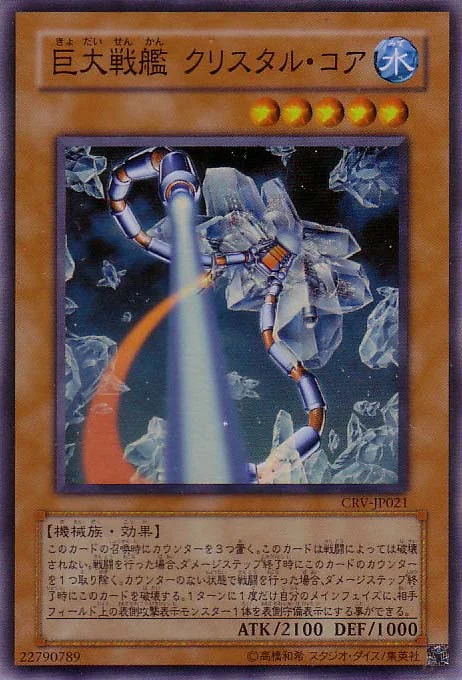 きょ だい せん かん
巨大戦艦 クリスタル・コア
水
CRV-JP021
【機械族・効果】
このカードの召喚時にカウンターを3つ置く。このカードは戦闘によっては破壊
されない。戦闘を行った場合、ダメージステップ終了時にこのカードのカウンター
を1つ取り除く。カウンターのない状態で戦闘を行った場合、ダメージステップ終
了時にこのカードを破壊する。1ターンに1度だけ自分のメインフェイズに、相手
フィールド上の表側攻撃表示モンスター1体を表側守備表示にする事ができる。
ATK/2100 DEF/1000
22790789
©高橋和希 スタジオ・ダイス/集英社